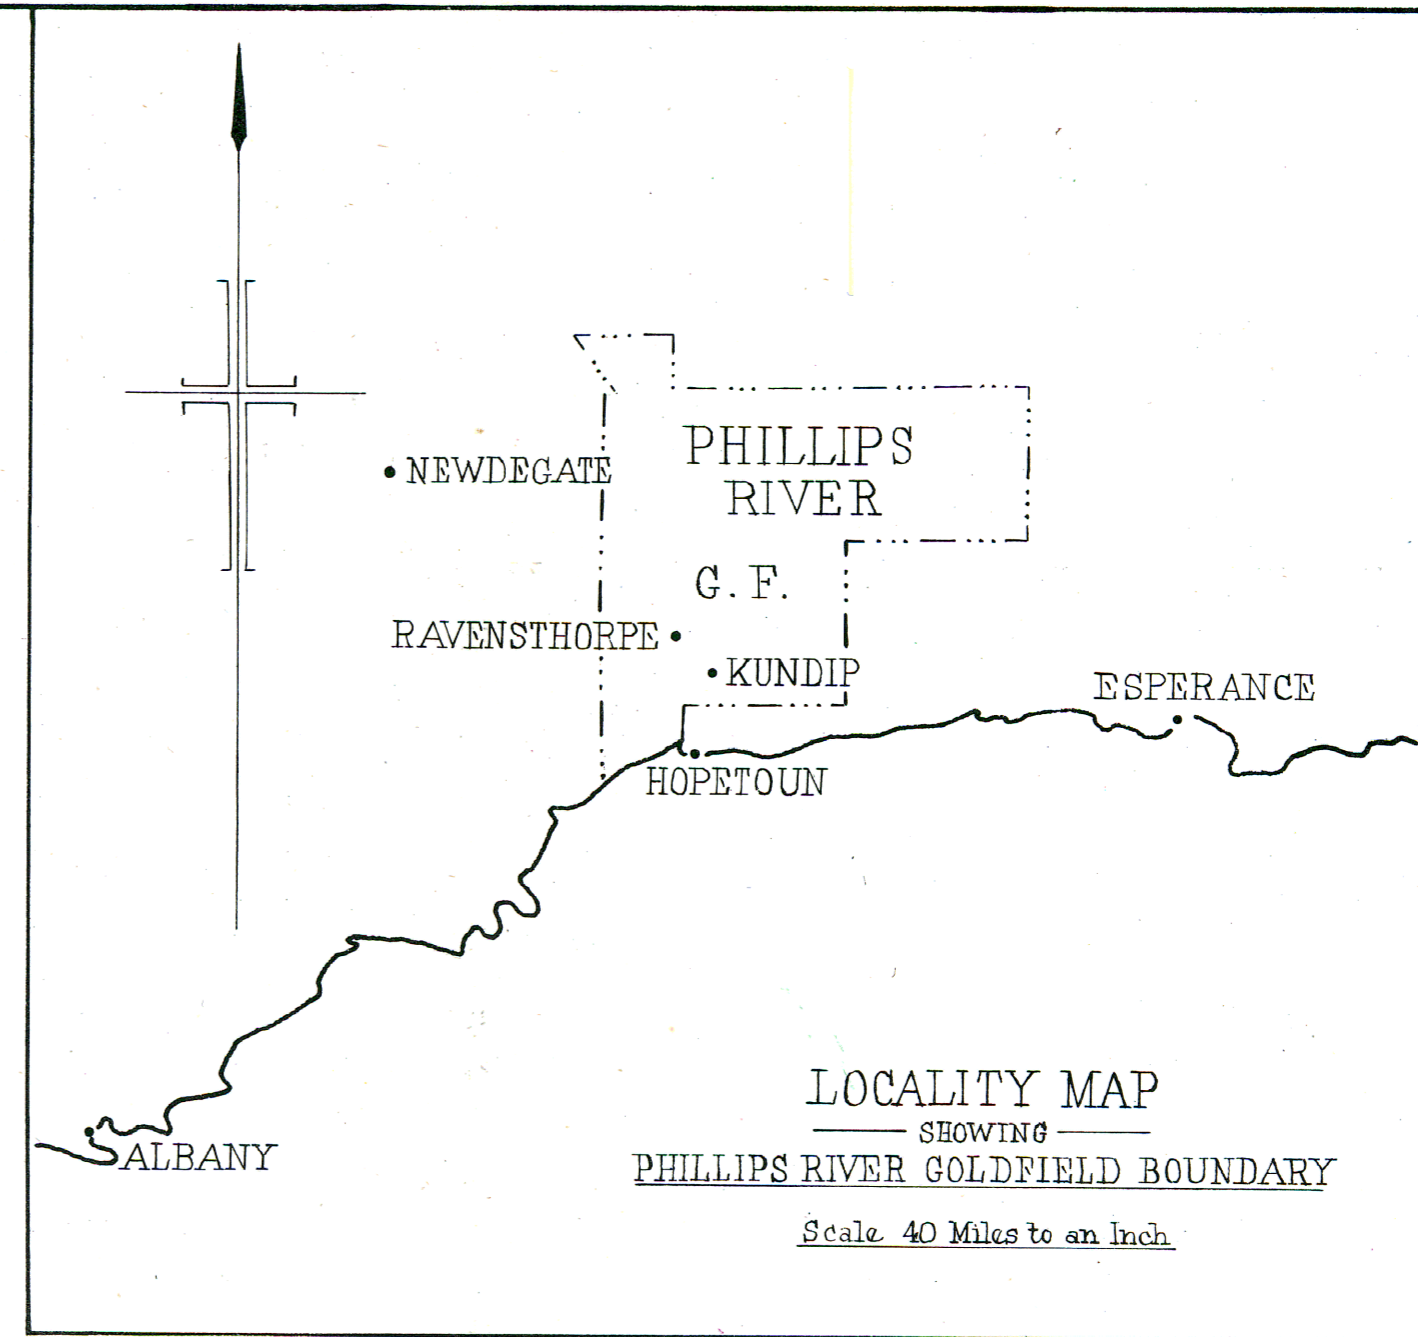 PHILLIPS
RIVER
G. F.
NEWDEGATE
RAVENSTHORPE
KUNDIP
ESPERANCE
HOPETOUN
ALBANY
LOCALITY MAP
SHOWING
PHILLIPS RIVER GOLDFIELD BOUNDARY
Scale 40 Miles to an Inch